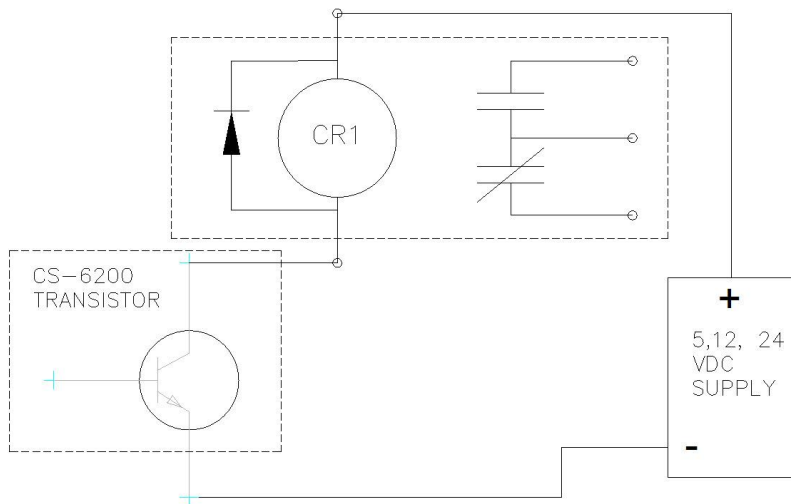 CR1
CS-6200
TRANSISTOR
+
5,12, 24
VDC
SUPPLY
-